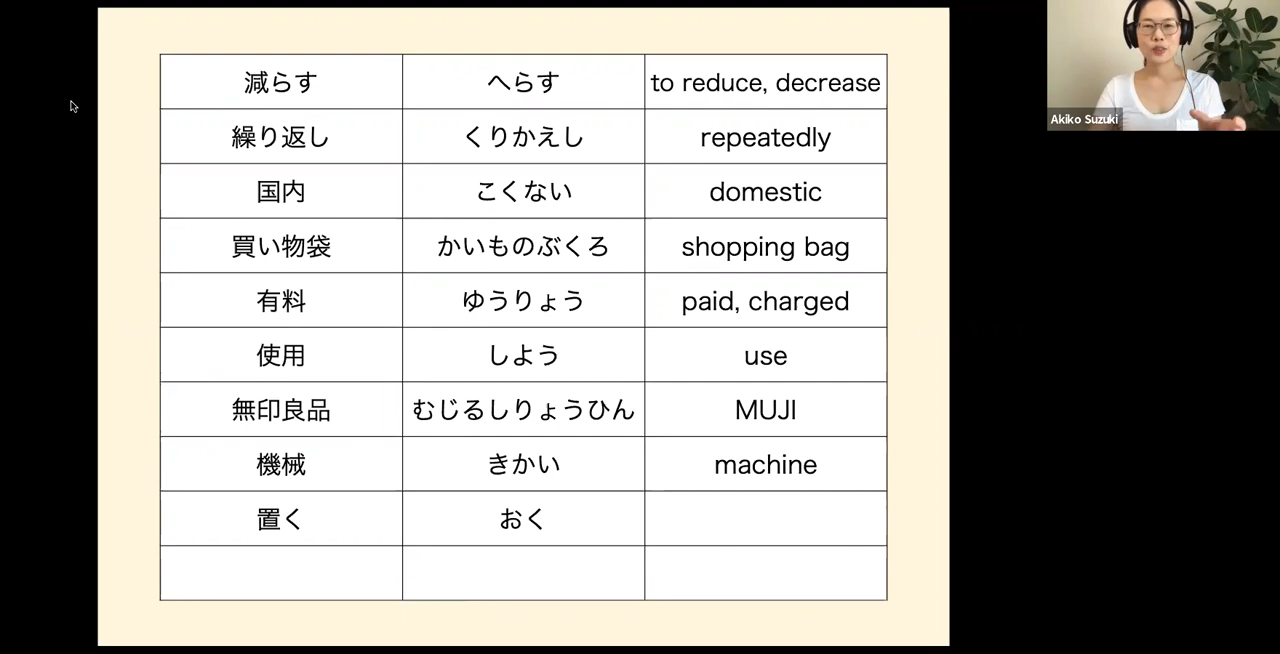 減らす へらす to reduce, decrease
繰り返し くりかえし repeatedly
国内 こくない domestic
買い物袋 かいものぶくろ shopping bag
有料 ゆうりょう paid, charged
使用 しよう use
無印良品 むじるしりょうひん MUJI
機械 きかい machine
置く おく
Akiko Suzuki